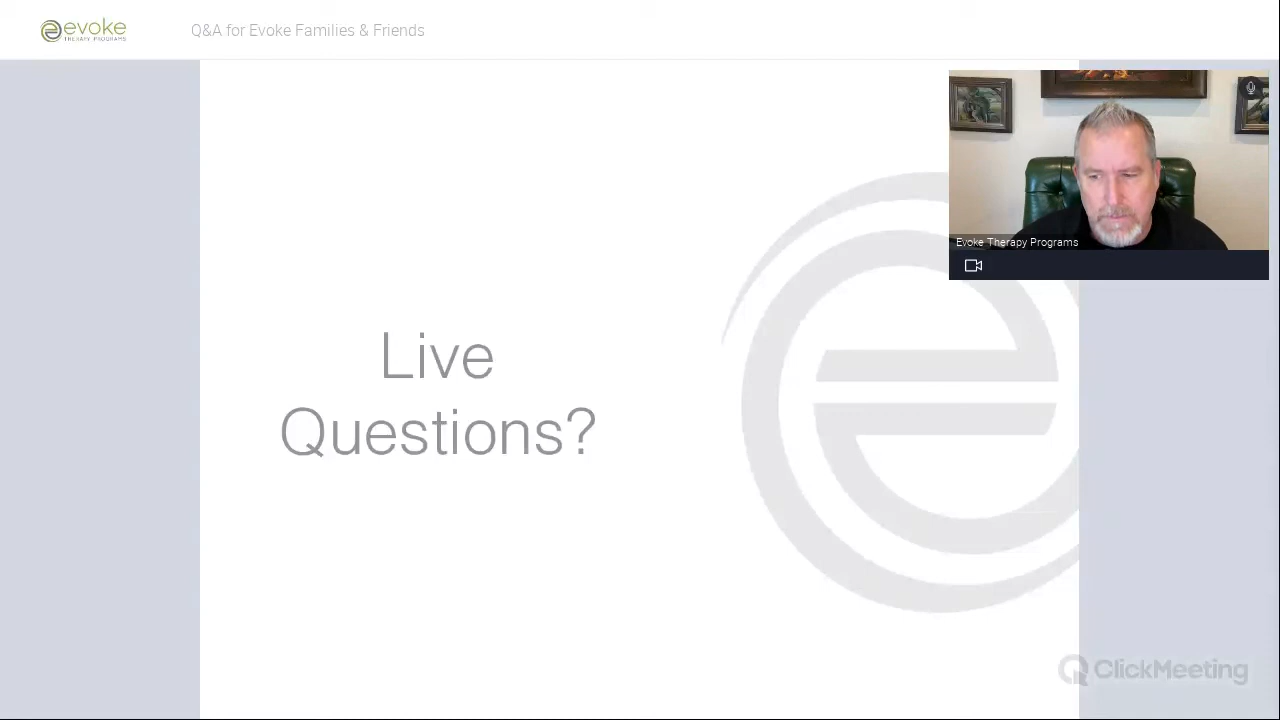 evoke
THERAPY PROGRAMS
Q&A for Evoke Families & Friends
Evoke Therapy Programs
Live
Questions?
ClickMeeting